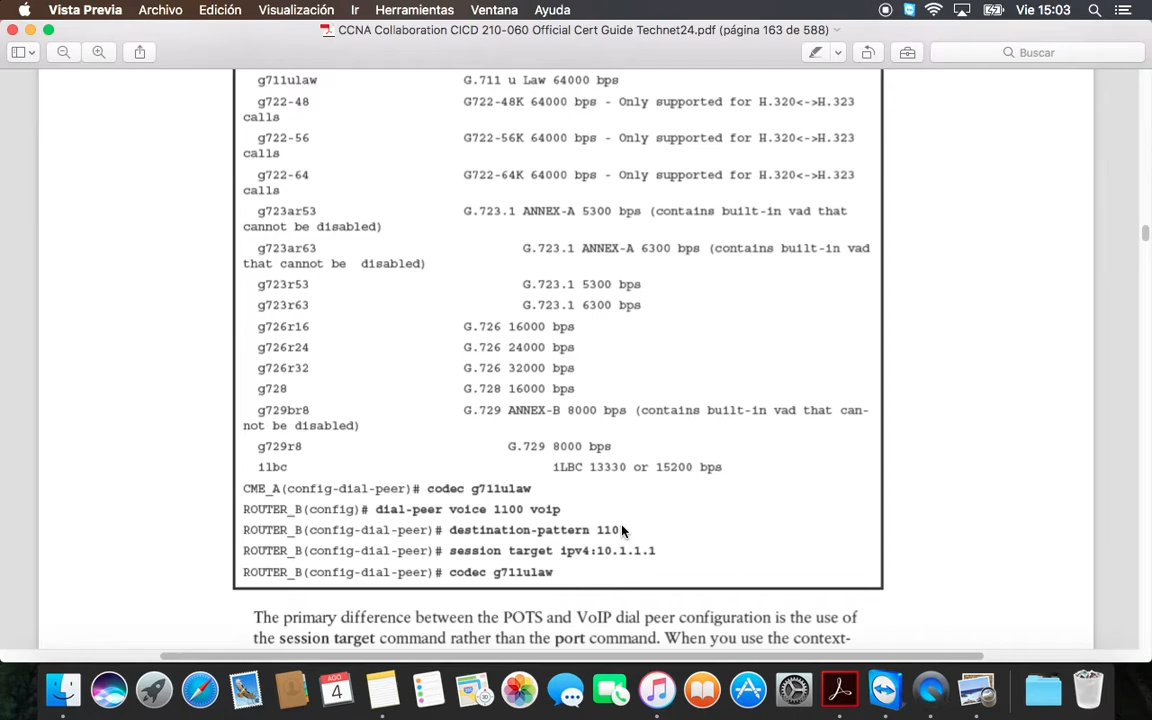 Vista Previa Archivo Edición Visualización Ir Herramientas Ventana Ayuda Vie 15:03
CCNA Collaboration CICD 210-060 Official Cert Guide Technet24.pdf (página 163 de 588)
Buscar
g711ulaw G.711 u Law 64000 bps
g722-48 G722-48K 64000 bps - Only supported for H.320<->H.323
calls
g722-56 G722-56K 64000 bps - Only supported for H.320<->H.323
calls
g722-64 G722-64K 64000 bps - Only supported for H.320<->H.323
calls
g723ar53 G.723.1 ANNEX-A 5300 bps (contains built-in vad that
cannot be disabled)
g723ar63 G.723.1 ANNEX-A 6300 bps (contains built-in vad
that cannot be disabled)
g723r53 G.723.1 5300 bps
g723r63 G.723.1 6300 bps
g726r16 G.726 16000 bps
g726r24 G.726 24000 bps
g726r32 G.726 32000 bps
g728 G.728 16000 bps
g729br8 G.729 ANNEX-B 8000 bps (contains built-in vad that can-
not be disabled)
g729r8 G.729 8000 bps
ilbc iLBC 13330 or 15200 bps
CME_A(config-dial-peer)# codec g711ulaw
ROUTER_B(config)# dial-peer voice 1100 voip
ROUTER_B(config-dial-peer)# destination-pattern 110
ROUTER_B(config-dial-peer)# session target ipv4:10.1.1.1
ROUTER_B(config-dial-peer)# codec g711ulaw
The primary difference between the POTS and VoIP dial peer configuration is the use of
the session target command rather than the port command. When you use the context-
AGO
4